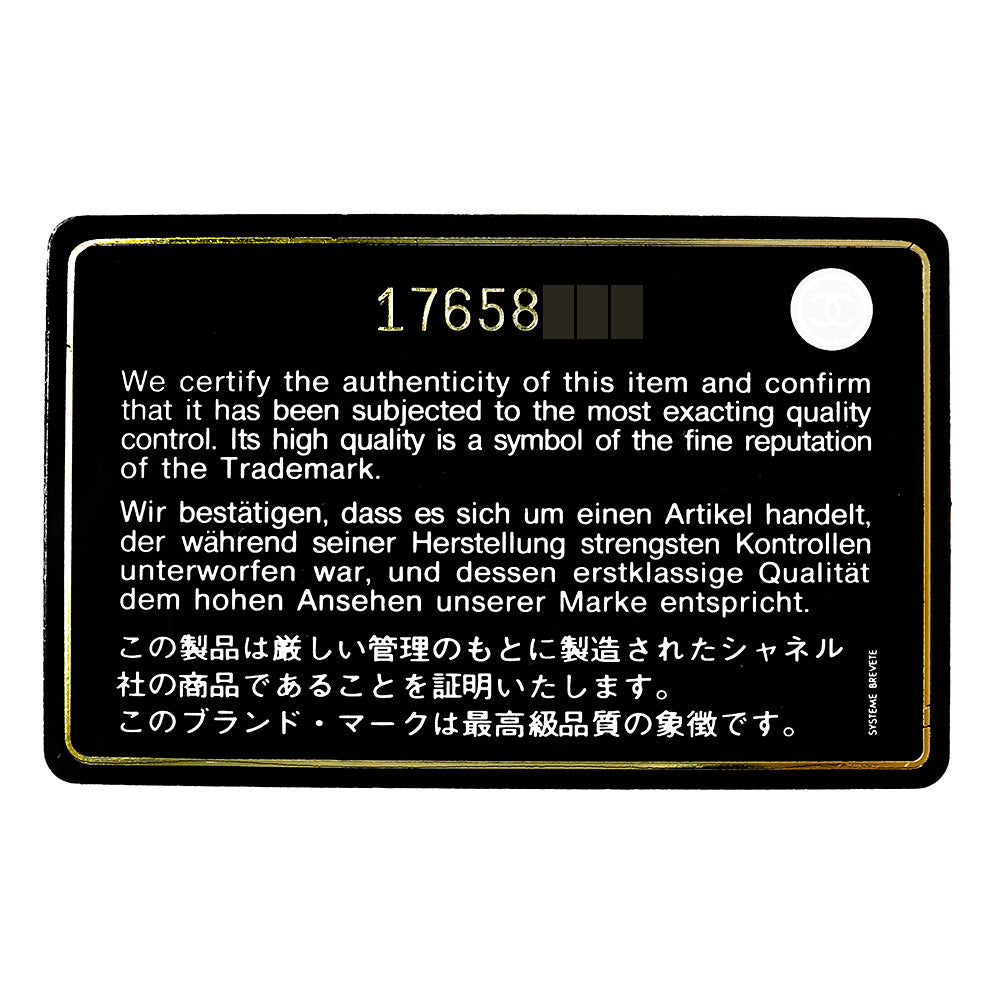 17658
We certify the authenticity of this item and confirm
that it has been subjected to the most exacting quality
control. Its high quality is a symbol of the fine reputation
of the Trademark.
Wir bestätigen, dass es sich um einen Artikel handelt,
der während seiner Herstellung strengsten Kontrollen
unterworfen war, und dessen erstklassige Qualität
dem hohen Ansehen unserer Marke entspricht.
この製品は厳しい管理のもとに製造されたシャネル
社の商品であることを証明いたします。
このブランド・マークは最高級品質の象徴です。
SYSTEME BREVETE